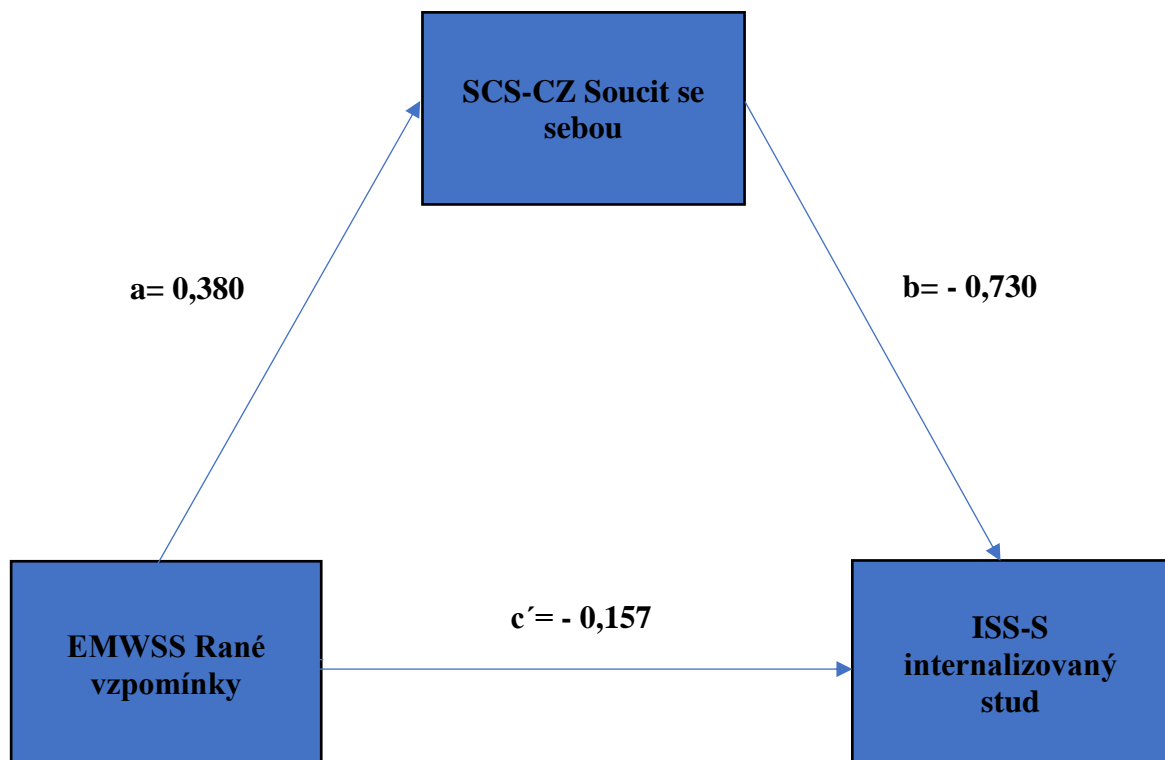 SCS-CZ Soucit se
sebou
a= 0,380
b= - 0,730
c´= - 0,157
EMWSS Rané
vzpomínky
ISS-S
internalizovaný
stud